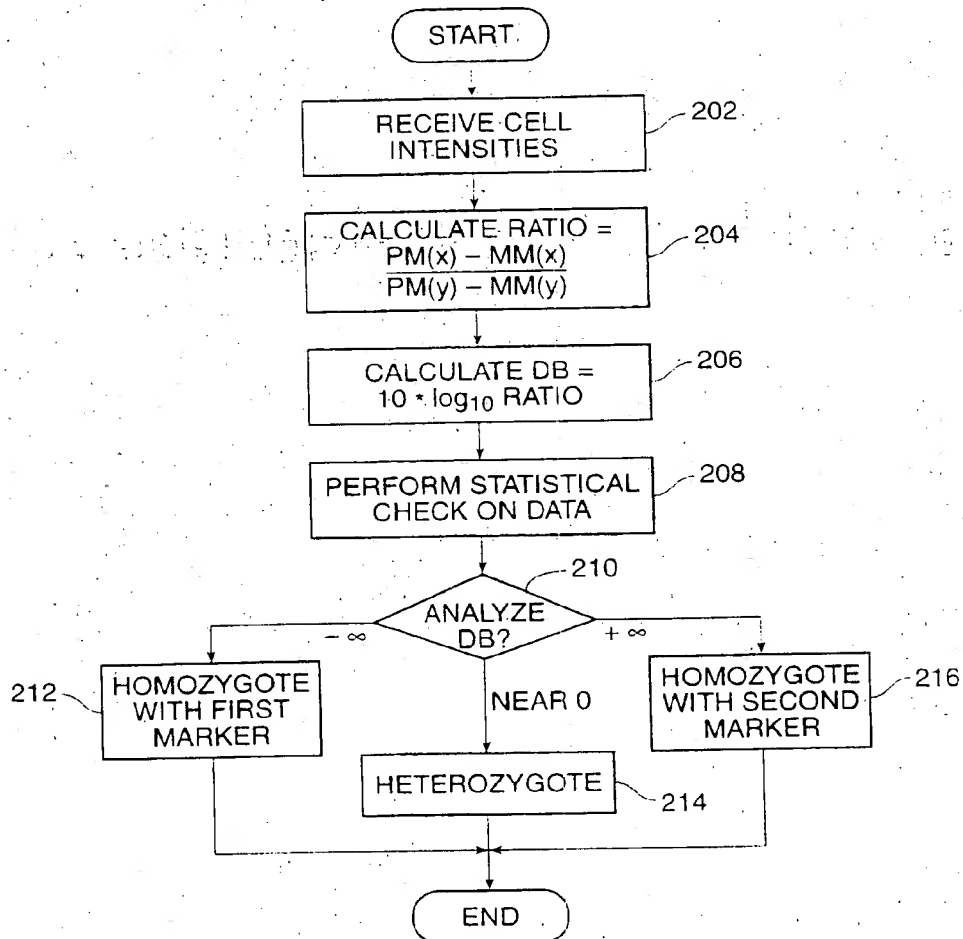 START
RECEIVE CELL
INTENSITIES
202
CALCULATE RATIO =
PM(x) – MM(x)
PM(y) – MM(y)
204
CALCULATE DB =
10 * log10 RATIO
206
PERFORM STATISTICAL
CHECK ON DATA
208
210
ANALYZE
DB?
– ∞
+ ∞
212
HOMOZYGOTE
WITH FIRST
MARKER
NEAR 0
HOMOZYGOTE
WITH SECOND
MARKER
216
HETEROZYGOTE
214
END